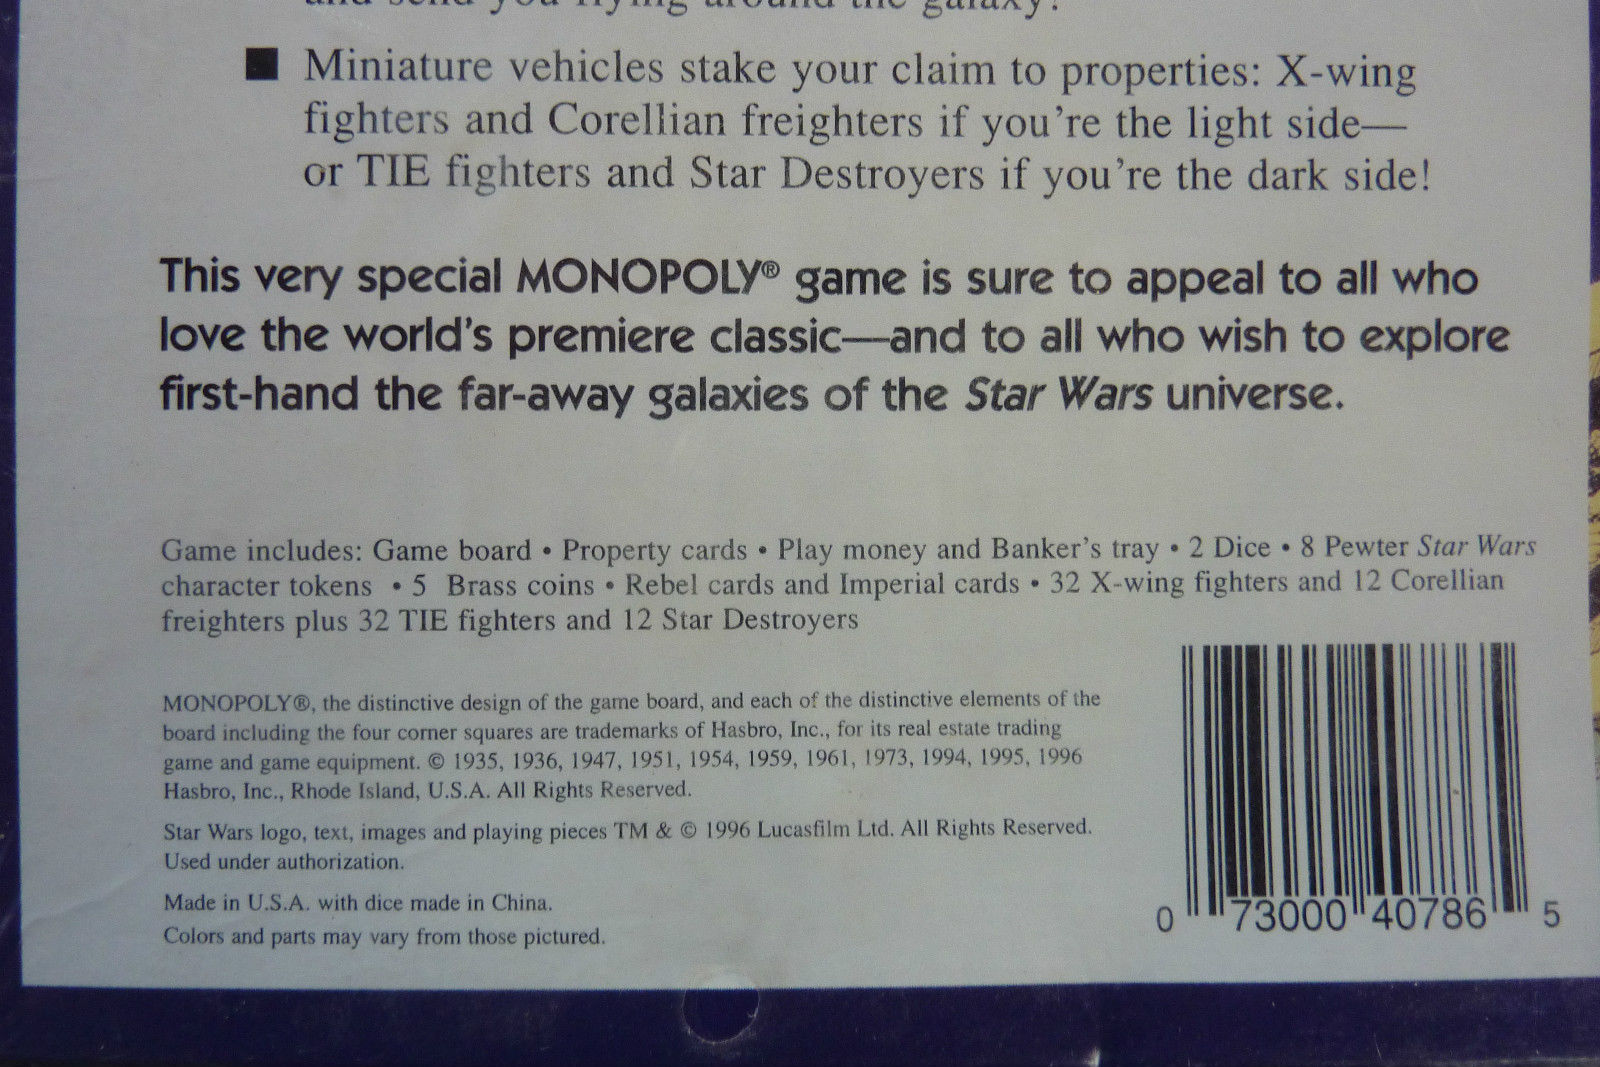 and send you flying around the galaxy!
■ Miniature vehicles stake your claim to properties: X-wing
fighters and Corellian freighters if you're the light side—
or TIE fighters and Star Destroyers if you're the dark side!
This very special MONOPOLY® game is sure to appeal to all who
love the world's premiere classic—and to all who wish to explore
first-hand the far-away galaxies of the Star Wars universe.
Game includes: Game board • Property cards • Play money and Banker's tray • 2 Dice • 8 Pewter Star Wars
character tokens • 5 Brass coins • Rebel cards and Imperial cards • 32 X-wing fighters and 12 Corellian
freighters plus 32 TIE fighters and 12 Star Destroyers
MONOPOLY®, the distinctive design of the game board, and each of the distinctive elements of the
board including the four corner squares are trademarks of Hasbro, Inc., for its real estate trading
game and game equipment. © 1935, 1936, 1947, 1951, 1954, 1959, 1961, 1973, 1994, 1995, 1996
Hasbro, Inc., Rhode Island, U.S.A. All Rights Reserved.
Star Wars logo, text, images and playing pieces TM & © 1996 Lucasfilm Ltd. All Rights Reserved.
Used under authorization.
Made in U.S.A. with dice made in China.
Colors and parts may vary from those pictured.
0 73000 40786 5